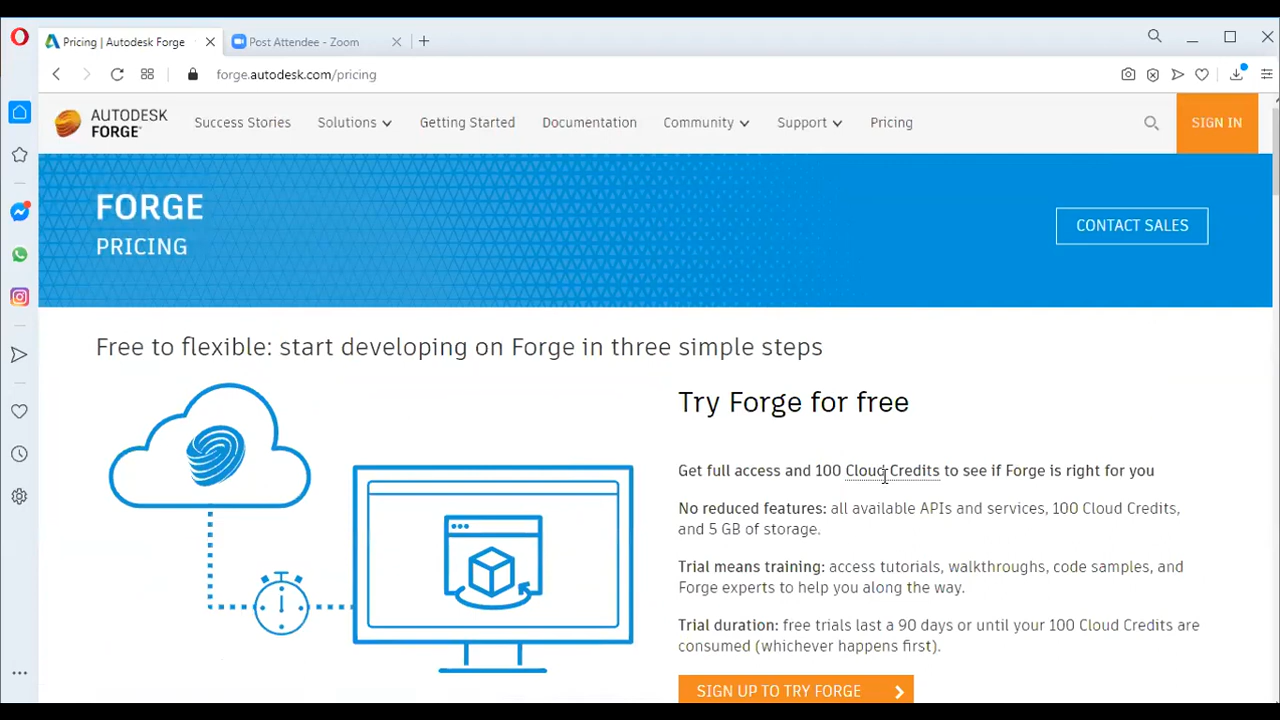 Pricing | Autodesk Forge
Post Attendee - Zoom
forge.autodesk.com/pricing
AUTODESK
FORGE
Success Stories
Solutions
Getting Started
Documentation
Community
Support
Pricing
SIGN IN
FORGE
PRICING
CONTACT SALES
Free to flexible: start developing on Forge in three simple steps
Try Forge for free
Get full access and 100 Cloud Credits to see if Forge is right for you
No reduced features: all available APIs and services, 100 Cloud Credits,
and 5 GB of storage.
Trial means training: access tutorials, walkthroughs, code samples, and
Forge experts to help you along the way.
Trial duration: free trials last a 90 days or until your 100 Cloud Credits are
consumed (whichever happens first).
SIGN UP TO TRY FORGE